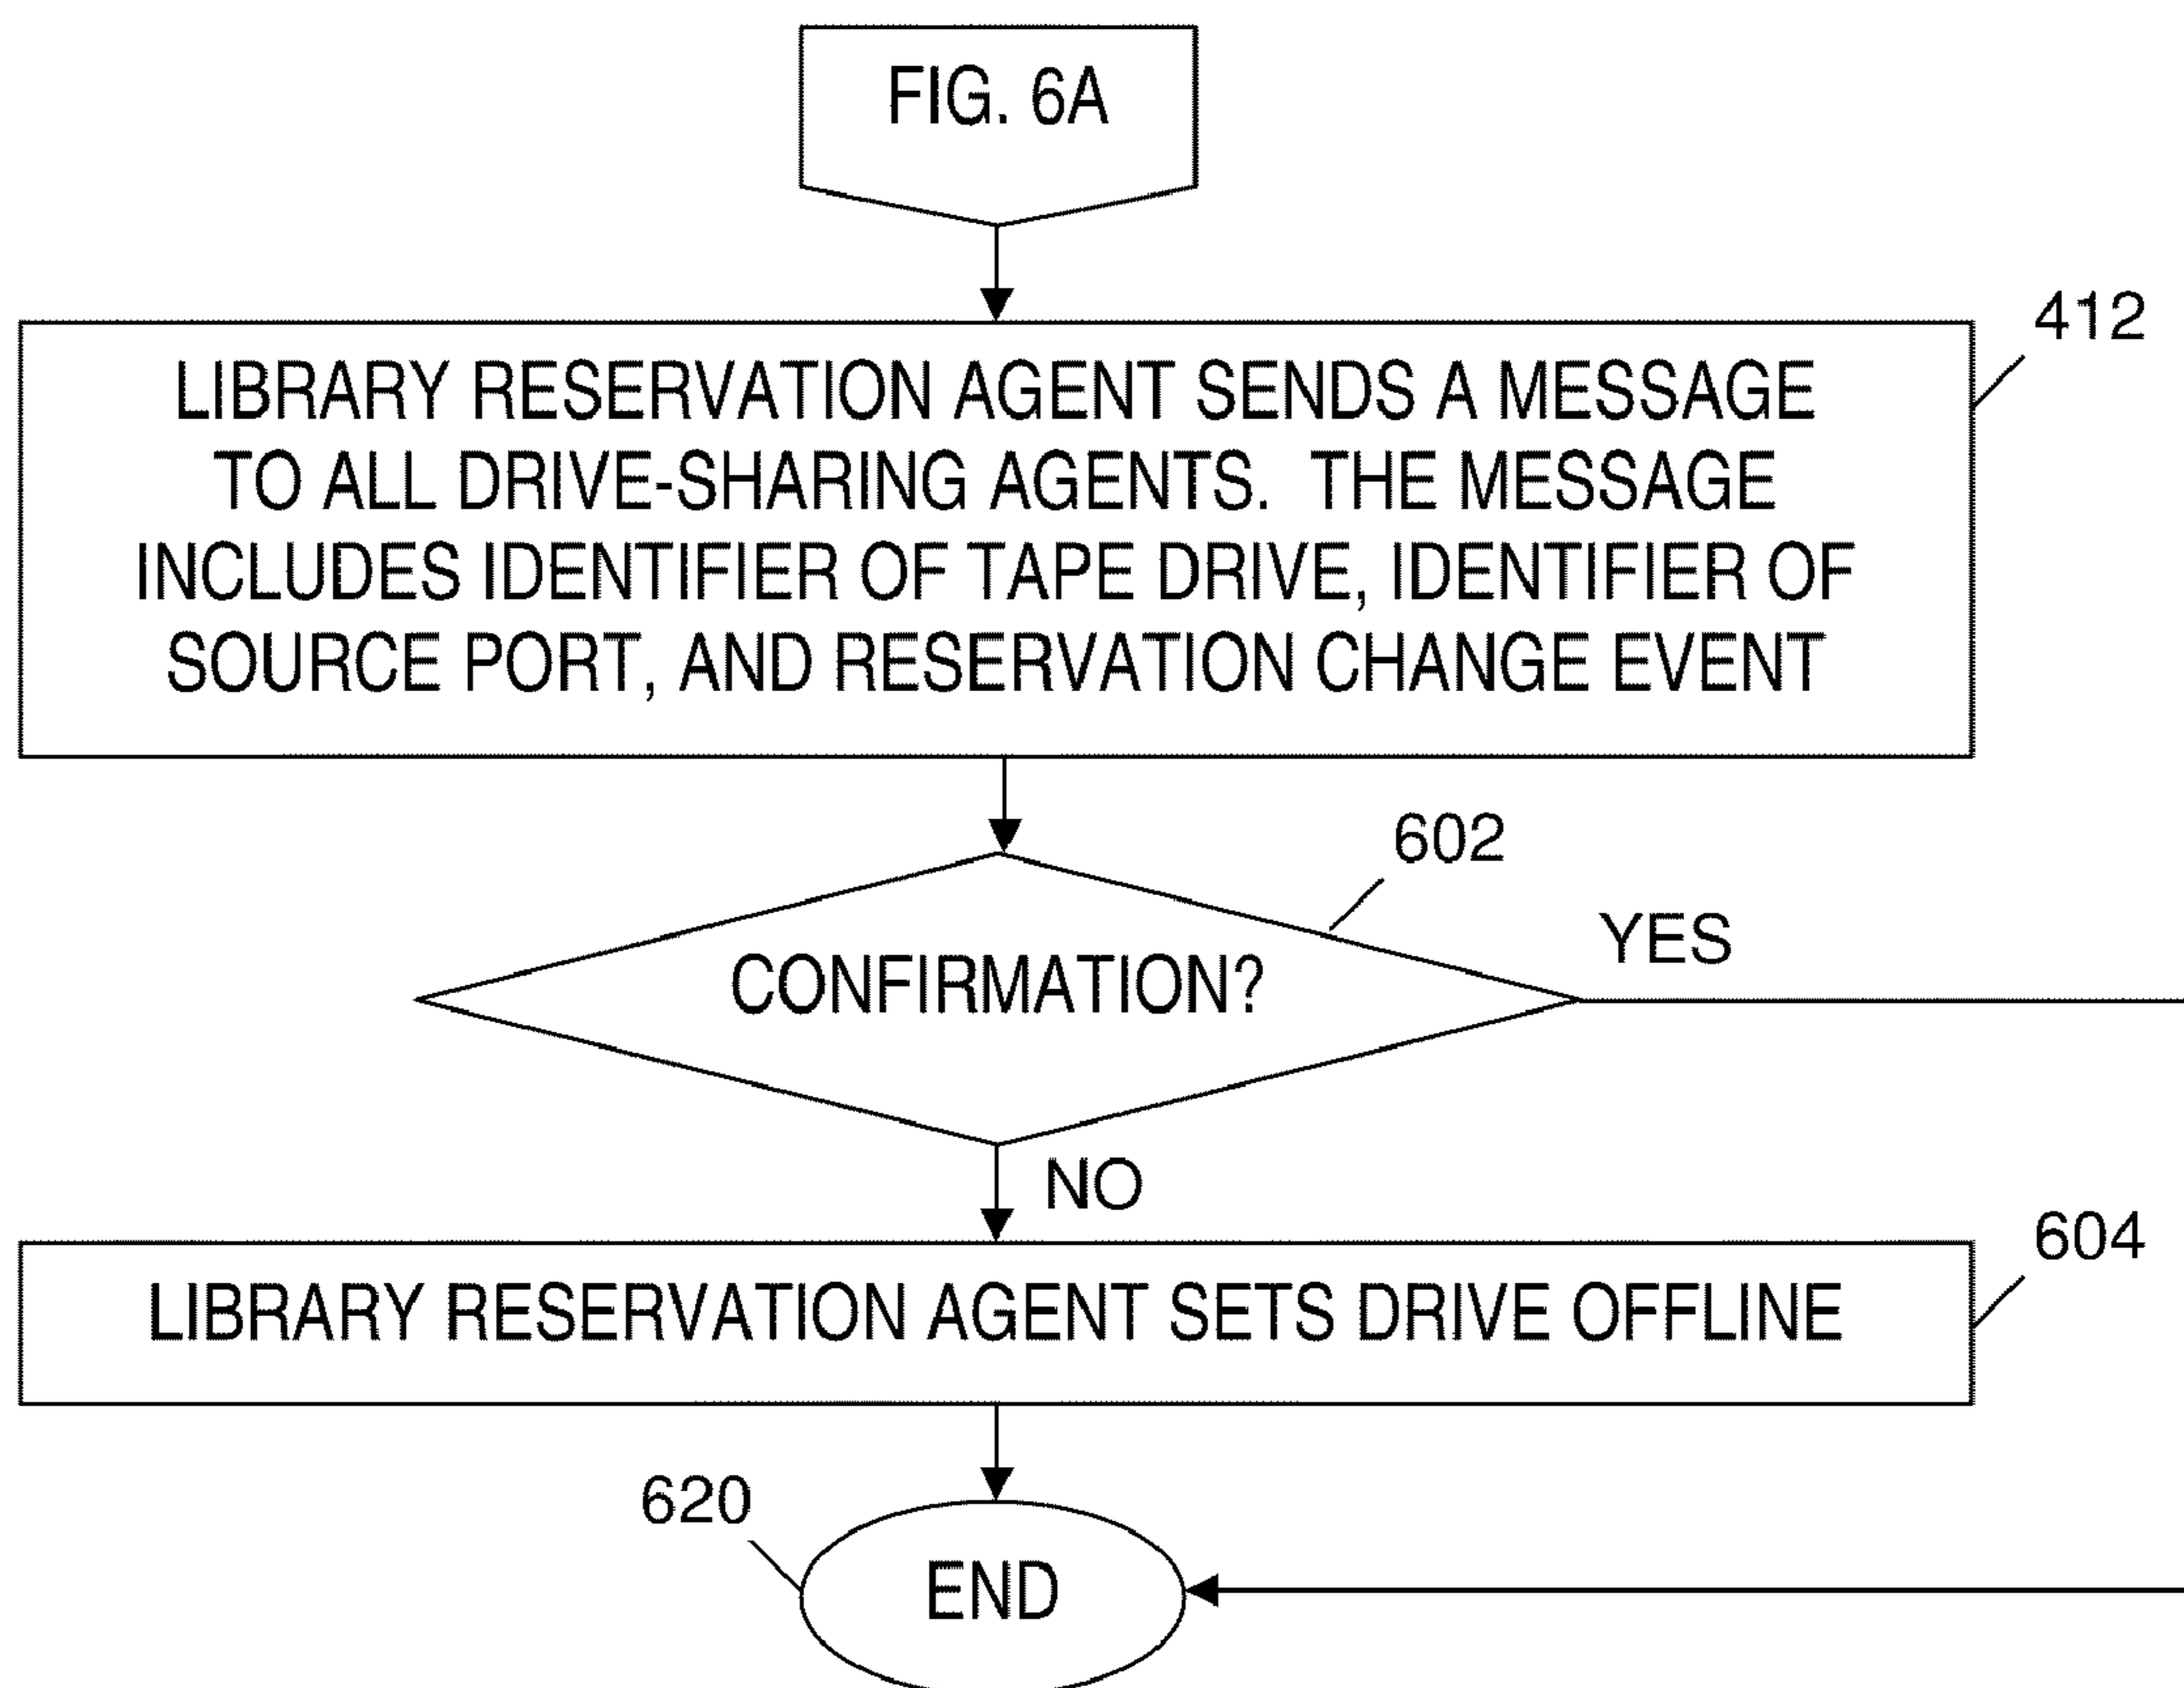 FIG. 6A
412
LIBRARY RESERVATION AGENT SENDS A MESSAGE
TO ALL DRIVE-SHARING AGENTS. THE MESSAGE
INCLUDES IDENTIFIER OF TAPE DRIVE, IDENTIFIER OF
SOURCE PORT, AND RESERVATION CHANGE EVENT
602
CONFIRMATION?
YES
NO
604
LIBRARY RESERVATION AGENT SETS DRIVE OFFLINE
620
END